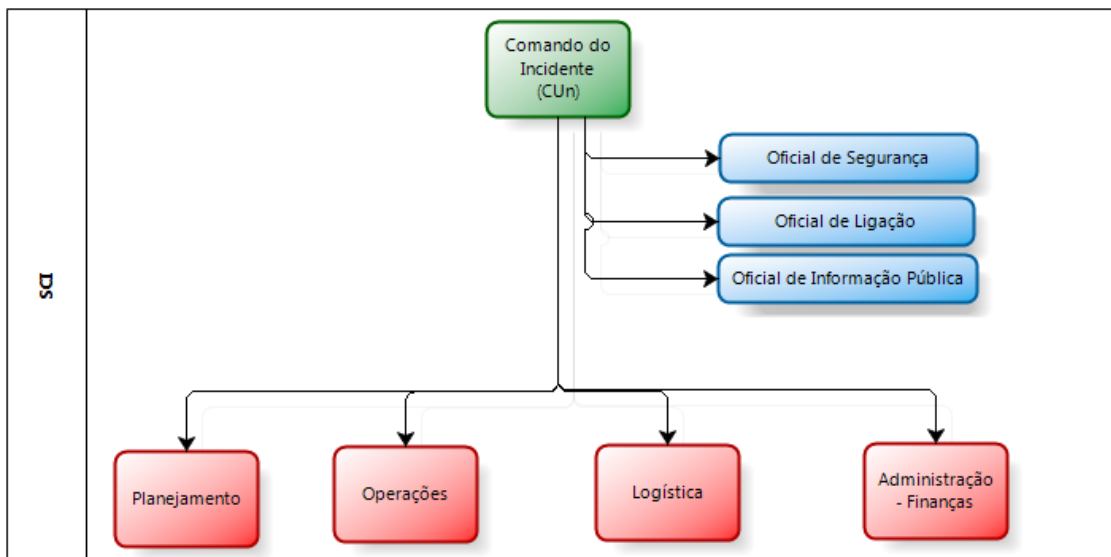 SCI
Comando do
Incidente
(CUn)
Oficial de Segurança
Oficial de Ligação
Oficial de Informação Pública
Planejamento
Operações
Logística
Administração
- Finanças